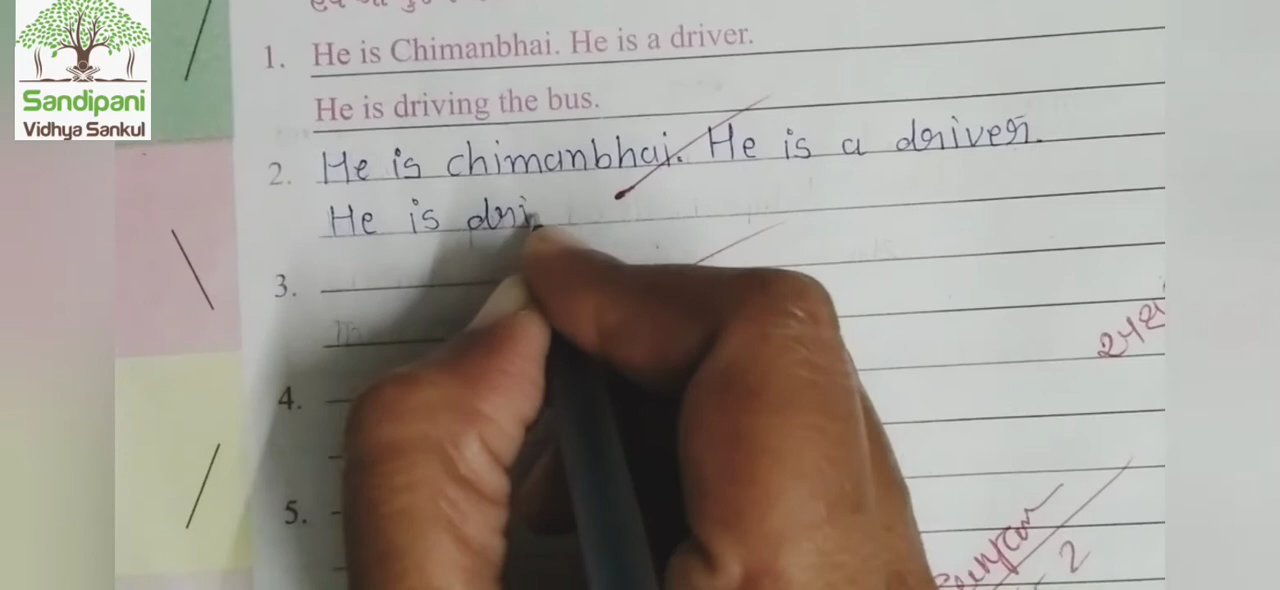 Sandipani
Vidhya Sankul
1. He is Chimanbhai. He is a driver.
He is driving the bus.
2. He is chimanbhai. He is a driver.
He is dri
3.
4.
5.
2